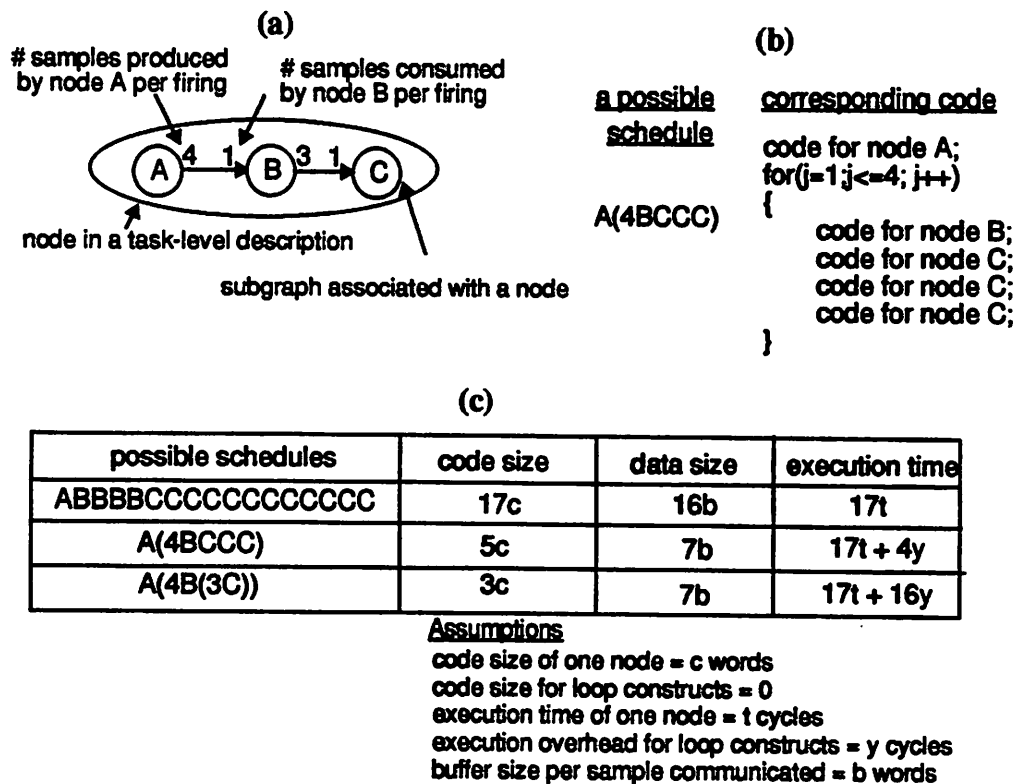 (a)
# samples produced
by node A per firing
# samples consumed
by node B per firing
A 4 1 B 3 1 C
node in a task-level description
subgraph associated with a node
(b)
a possible
schedule
corresponding code
A(4BCCC)
code for node A;
for(j=1;j<=4; j++)
{
code for node B;
code for node C;
code for node C;
code for node C;
}
(c)
possible schedules code size data size execution time
ABBBBCCCCCCCCCCCC 17c 16b 17t
A(4BCCC) 5c 7b 17t + 4y
A(4B(3C)) 3c 7b 17t + 16y
Assumptions
code size of one node = c words
code size for loop constructs = 0
execution time of one node = t cycles
execution overhead for loop constructs = y cycles
buffer size per sample communicated = b words